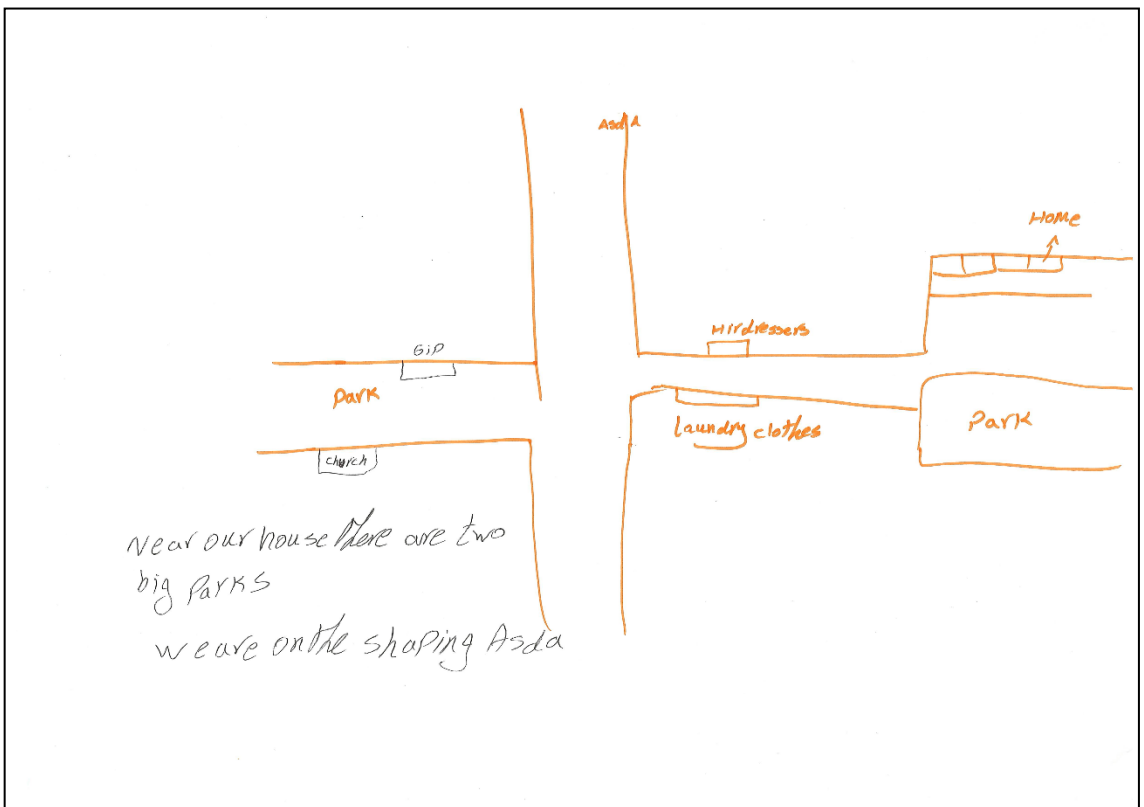 AsdA
HOMe
Hirdressers
GiP
Park
laundry clothes
Park
church
Near our house there are two
big Parks
we are on the shaping Asda